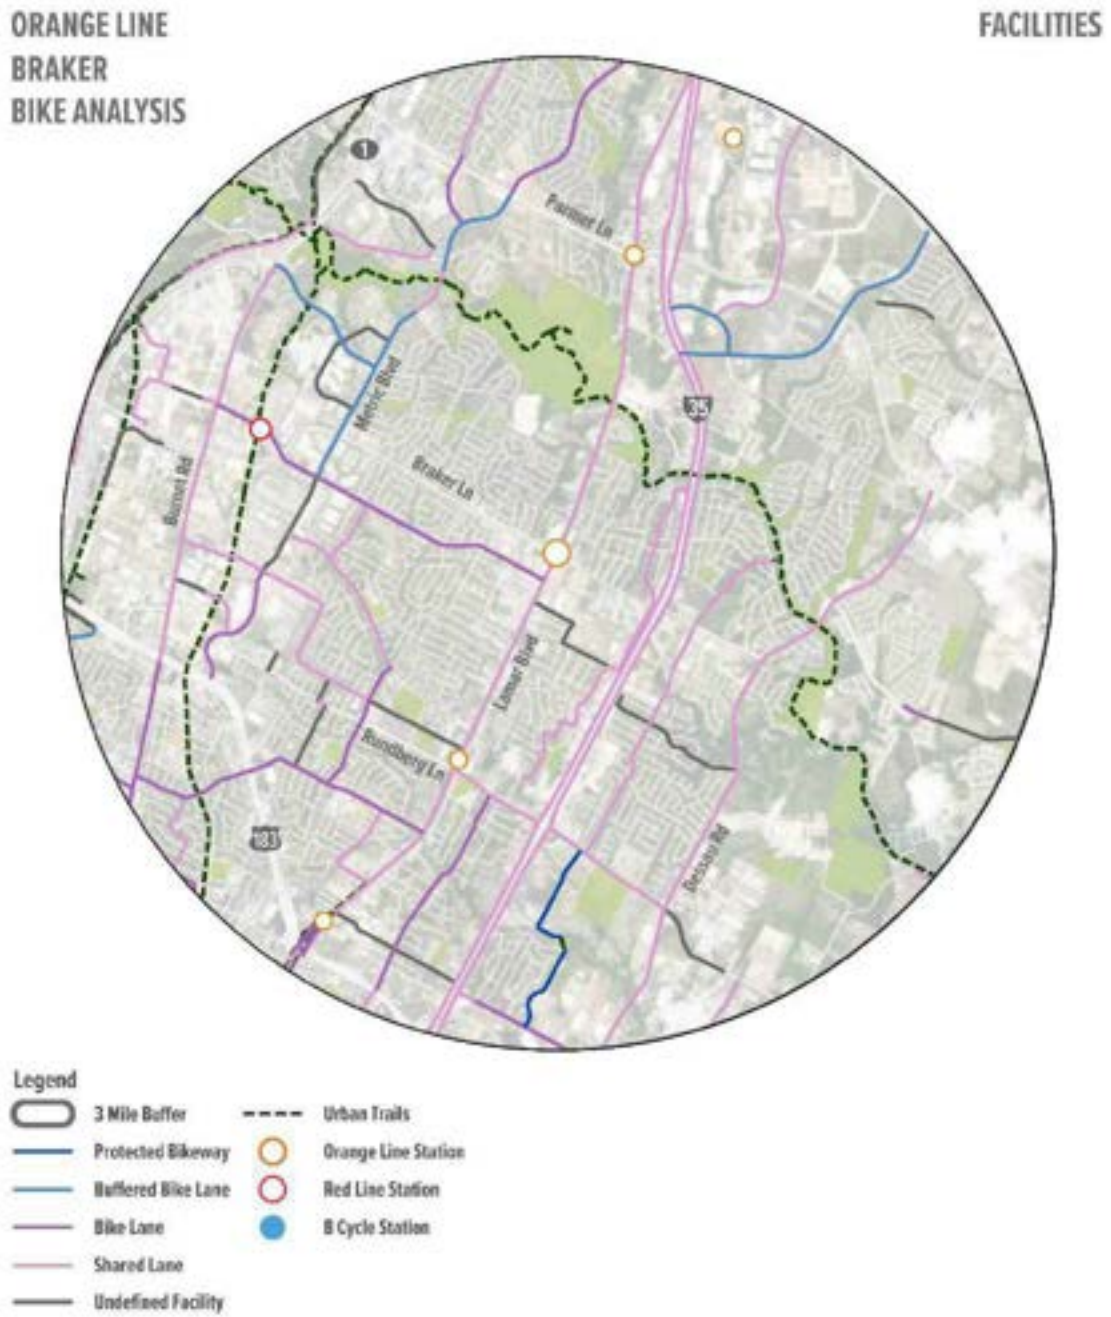 ORANGE LINE
BRAKER
BIKE ANALYSIS
FACILITIES
1
Parmer Ln
35
Metric Blvd
Braker Ln
Burnet Rd
Lamar Blvd
Rundberg Ln
183
Dessau Rd
Legend
3 Mile Buffer
Protected Bikeway
Buffered Bike Lane
Bike Lane
Shared Lane
Undefined Facility
Urban Trails
Orange Line Station
Red Line Station
B Cycle Station